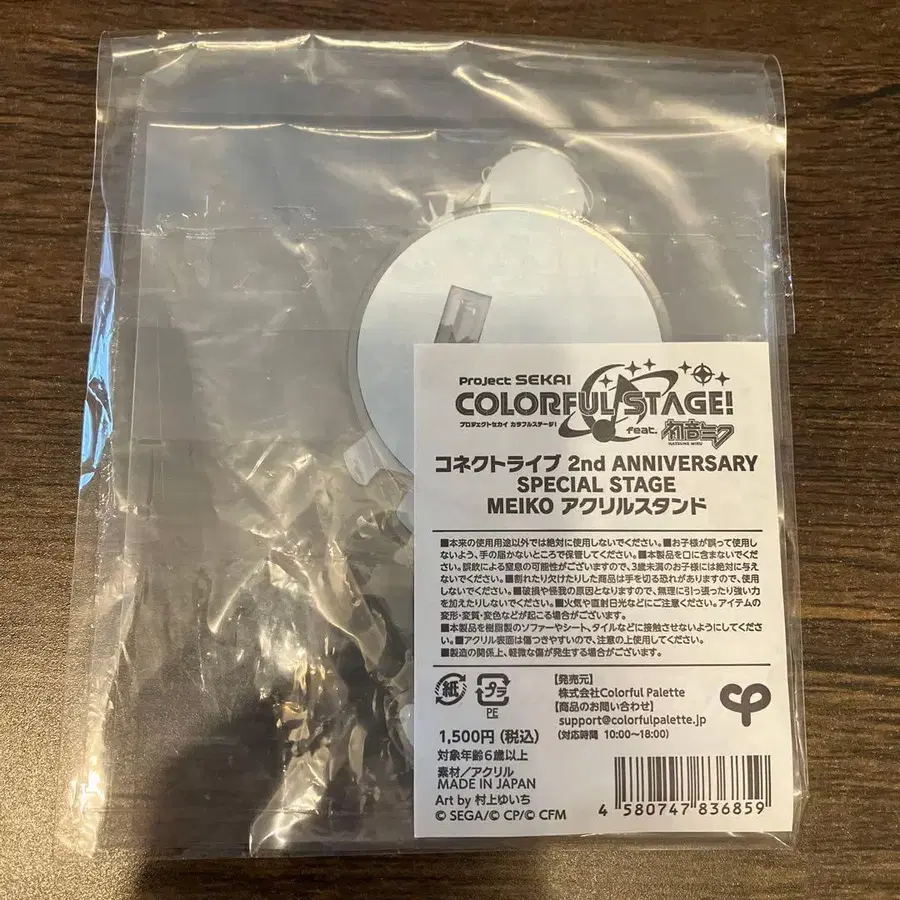 Project SEKAI
COLORFUL STAGE!
プロジェクトセカイ カラフルステージ!
feat. 初音ミク
HATSUNE MIKU
コネクトライブ 2nd ANNIVERSARY
SPECIAL STAGE
MEIKO アクリルスタンド
■本来の使用用途以外では絶対に使用しないでください。■お子様が誤って使用し
ないよう、手の届かないところで保管してください。■本製品を口に含まないでくだ
さい。誤飲による窒息の可能性がございますので、3歳未満のお子様には絶対に与え
ないでください。■割れたり欠けたりした商品は手を切る恐れがありますので、使用
しないでください。■破損や怪我の原因となりますので、無理に引っ張ったり強い力
を加えたりしないでください。■火気や直射日光などにご注意ください。アイテムの
変形・変質・変色などが起こる場合がございます。
■本製品を樹脂製のソファーやシート、タイルなどに接触させないようにしてくださ
い。■アクリル表面は傷つきやすいので、注意の上使用してください。
■製造の関係上、軽微な傷が発生する場合がございます。
紙
プラ
PE
【発売元】
株式会社Colorful Palette
【商品のお問い合わせ】
support@colorfulpalette.jp
(対応時間 10:00~18:00)
1,500円(税込)
対象年齢6歳以上
素材/アクリル
MADE IN JAPAN
Art by 村上ゆいち
© SEGA/© CP/© CFM
4 580747 836859